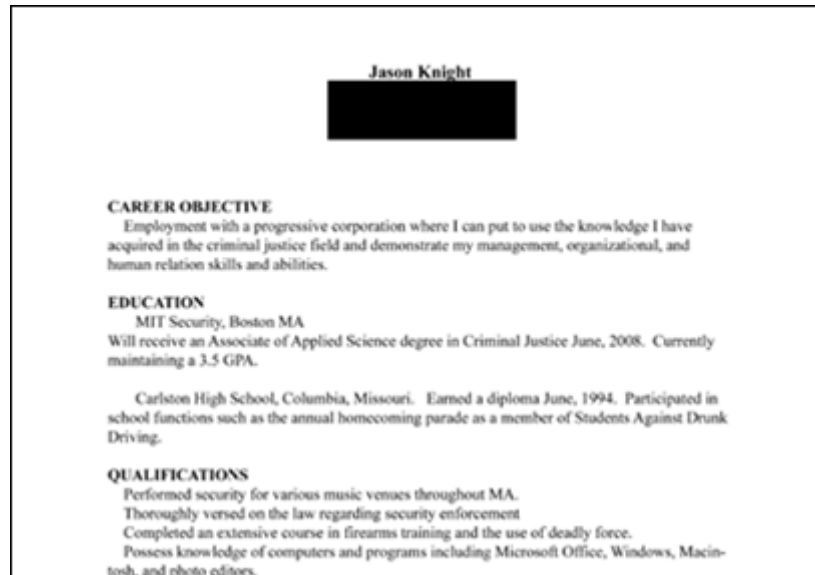 Jason Knight
CAREER OBJECTIVE
Employment with a progressive corporation where I can put to use the knowledge I have
acquired in the criminal justice field and demonstrate my management, organizational, and
human relation skills and abilities.
EDUCATION
MIT Security, Boston MA
Will receive an Associate of Applied Science degree in Criminal Justice June, 2008. Currently
maintaining a 3.5 GPA.
Carlston High School, Columbia, Missouri. Earned a diploma June, 1994. Participated in
school functions such as the annual homecoming parade as a member of Students Against Drunk
Driving.
QUALIFICATIONS
Performed security for various music venues throughout MA.
Thoroughly versed on the law regarding security enforcement
Completed an extensive course in firearms training and the use of deadly force.
Possess knowledge of computers and programs including Microsoft Office, Windows, Macin-
tosh, and photo editors.